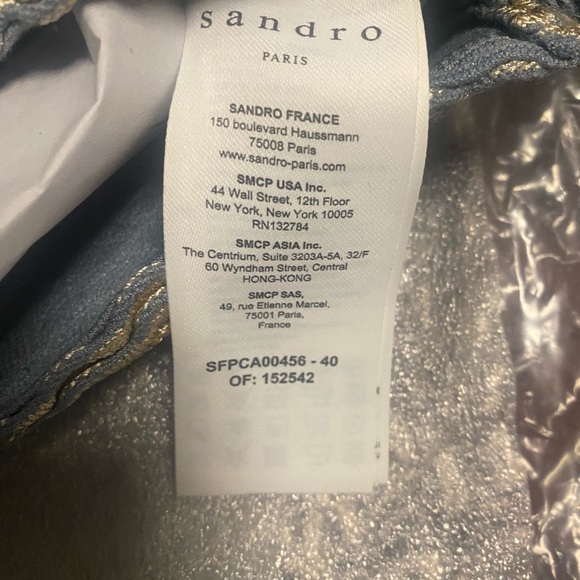 sandro
PARIS
SANDRO FRANCE
150 boulevard Haussmann
75008 Paris
www.sandro-paris.com
SMCP USA Inc.
44 Wall Street, 12th Floor
New York, New York 10005
RN132784
SMCP ASIA Inc.
The Centrium, Suite 3203A-5A, 32/F
60 Wyndham Street, Central
HONG-KONG
SMCP SAS,
49, rue Etienne Marcel,
75001 Paris,
France
SFPCA00456 - 40
OF: 152542